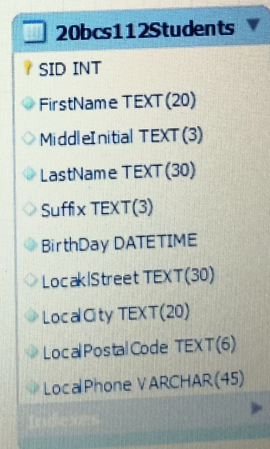 20bcs112Students
SID INT
FirstName TEXT(20)
MiddleInitial TEXT(3)
LastName TEXT(30)
Suffix TEXT(3)
BirthDay DATETIME
LocaklStreet TEXT(30)
LocalCity TEXT(20)
LocalPostalCode TEXT(6)
LocalPhone VARCHAR(45)
Indexes